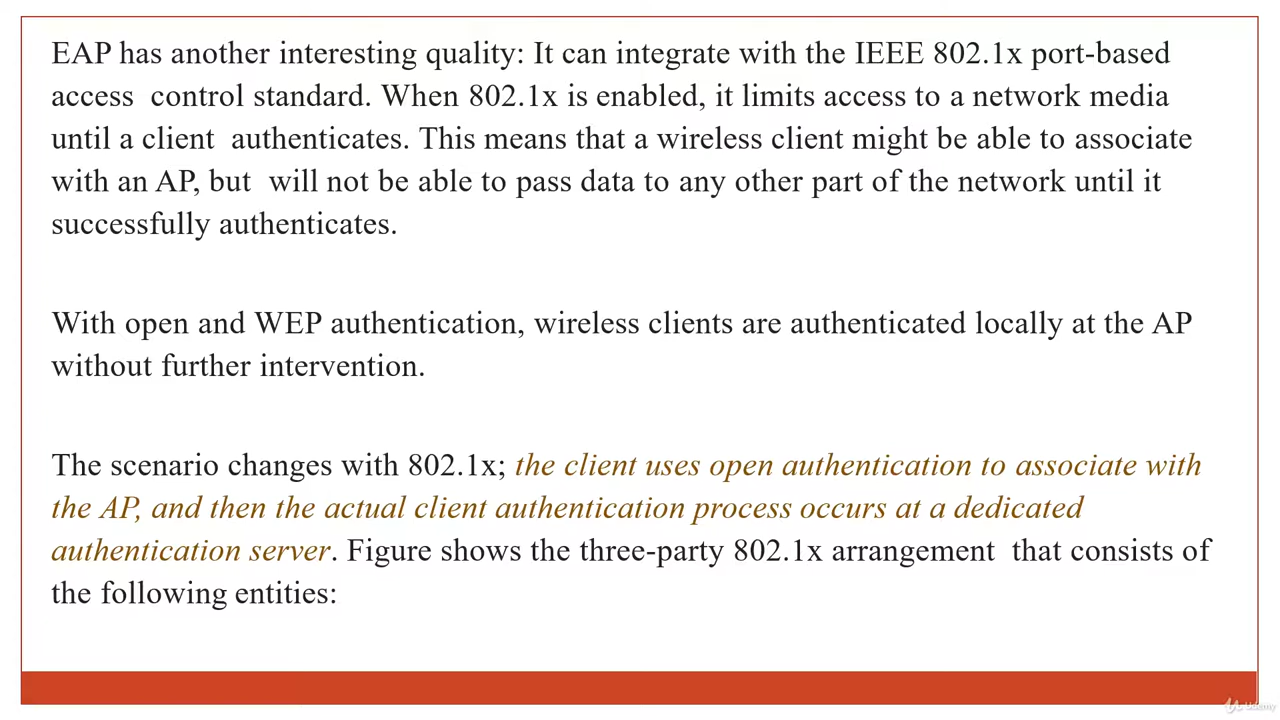 EAP has another interesting quality: It can integrate with the IEEE 802.1x port-based
access control standard. When 802.1x is enabled, it limits access to a network media
until a client authenticates. This means that a wireless client might be able to associate
with an AP, but will not be able to pass data to any other part of the network until it
successfully authenticates.
With open and WEP authentication, wireless clients are authenticated locally at the AP
without further intervention.
The scenario changes with 802.1x; the client uses open authentication to associate with
the AP, and then the actual client authentication process occurs at a dedicated
authentication server. Figure shows the three-party 802.1x arrangement that consists of
the following entities:
Udemy